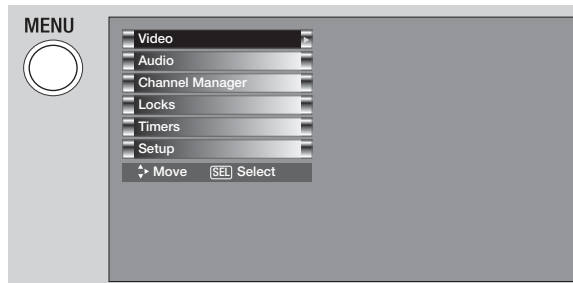 MENU
Video
Audio
Channel Manager
Locks
Timers
Setup
Move SEL Select